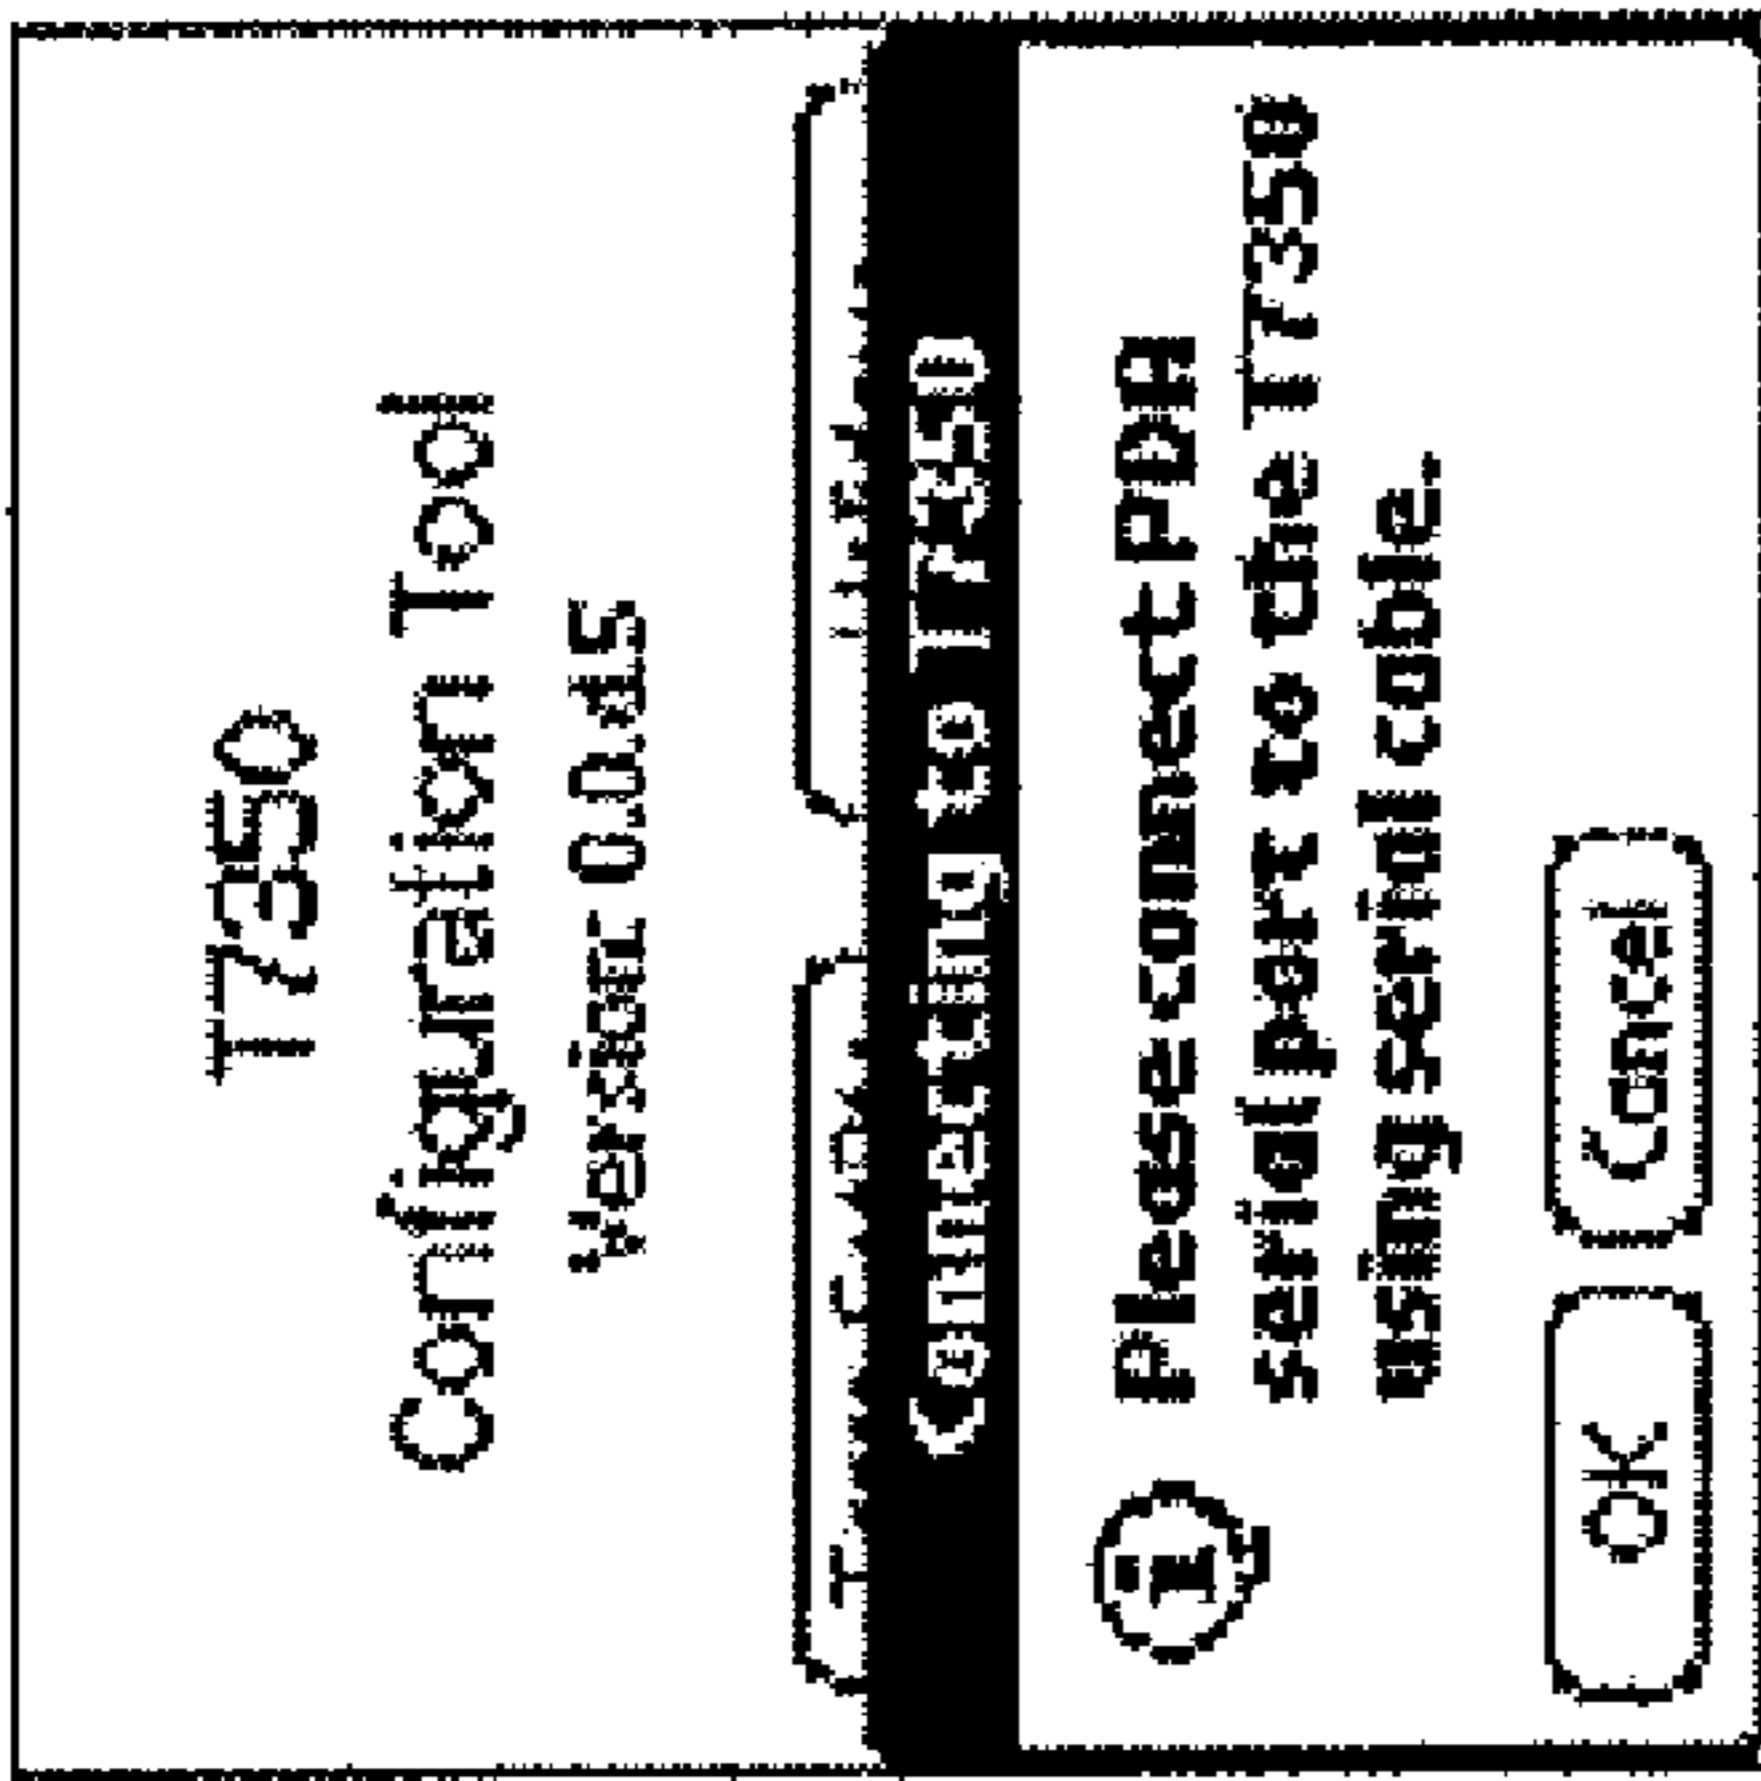 T7350
Configuration Tool
Version: 0.0.d15
Connecting to T7350
Please connect PDA
serial port to the T7350
using serial cable.
OK Cancel